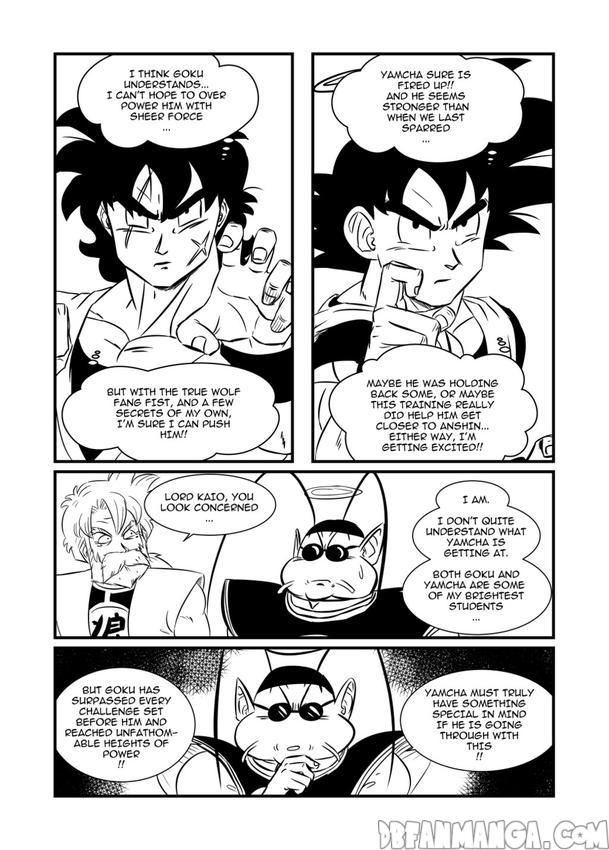 I THINK GOKU
UNDERSTANDS...
I CAN'T HOPE TO OVER
POWER HIM WITH
SHEER FORCE
...
BUT WITH THE TRUE WOLF
FANG FIST, AND A FEW
SECRETS OF MY OWN,
I'M SURE I CAN PUSH
HIM!!
YAMCHA SURE IS
FIRED UP!!
AND HE SEEMS
STRONGER THAN
WHEN WE LAST
SPARRED
...
MAYBE HE WAS HOLDING
BACK SOME, OR MAYBE
THIS TRAINING REALLY
DID HELP HIM GET
CLOSER TO ANSHIN...
EITHER WAY, I'M
GETTING EXCITED!!
LORD KAIO, YOU
LOOK CONCERNED
...
I AM.
I DON'T QUITE
UNDERSTAND WHAT
YAMCHA IS
GETTING AT.
BOTH GOKU AND
YAMCHA ARE SOME
OF MY BRIGHTEST
STUDENTS
...
狼
BUT GOKU HAS
SURPASSED EVERY
CHALLENGE SET
BEFORE HIM AND
REACHED UNFATHOM-
ABLE HEIGHTS OF
POWER
!!
YAMCHA MUST TRULY
HAVE SOMETHING
SPECIAL IN MIND
IF HE IS GOING
THROUGH WITH
THIS
!!
DBFANMANGA.COM